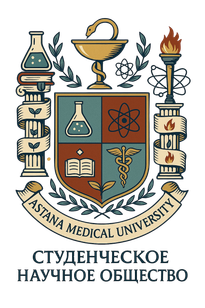 ASTANA MEDICAL UNIVERSITY
СТУДЕНЧЕСКОЕ
НАУЧНОЕ ОБЩЕСТВО